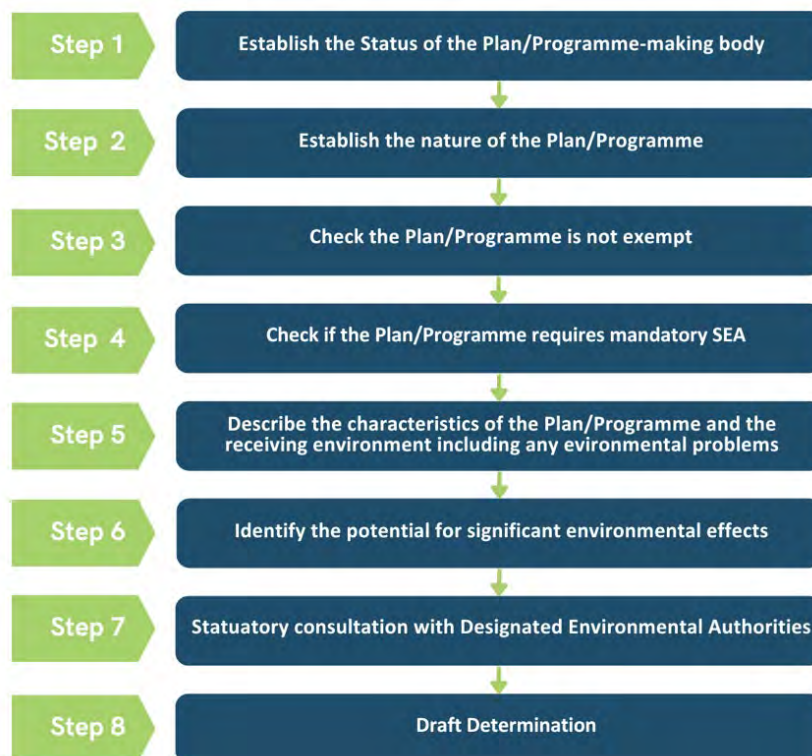 Step 1
Establish the Status of the Plan/Programme-making body
Step 2
Establish the nature of the Plan/Programme
Step 3
Check the Plan/Programme is not exempt
Step 4
Check if the Plan/Programme requires mandatory SEA
Step 5
Describe the characteristics of the Plan/Programme and the
receiving environment including any evironmental problems
Step 6
Identify the potential for significant environmental effects
Step 7
Statuatory consultation with Designated Environmental Authorities
Step 8
Draft Determination